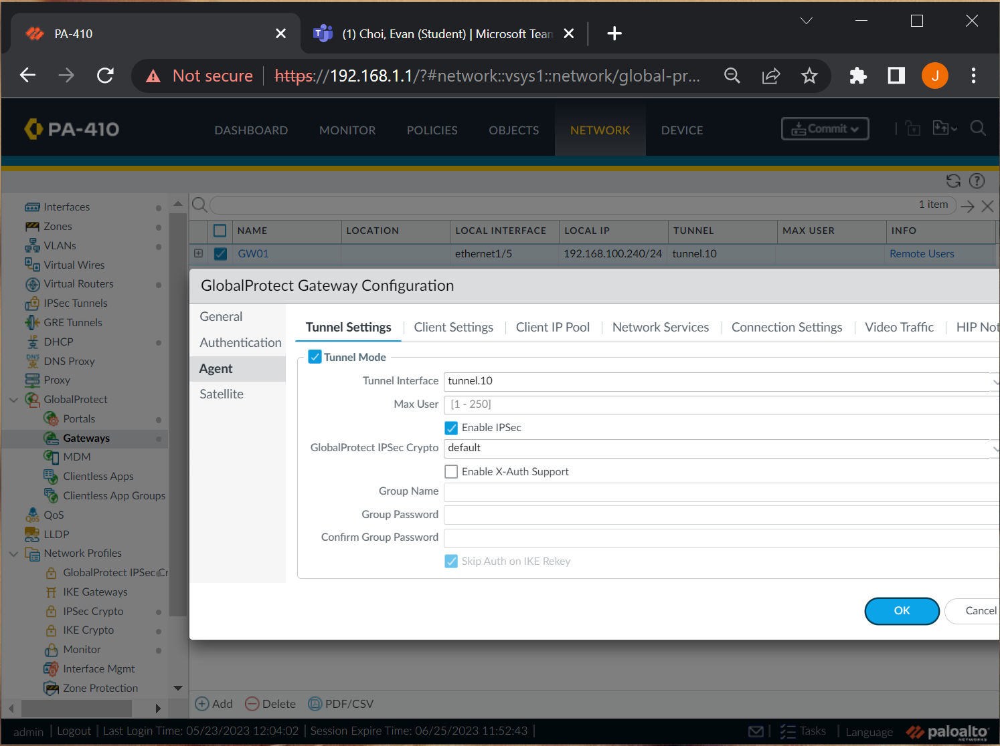 PA-410
(1) Choi, Evan (Student) | Microsoft Team
Not secure
https://192.168.1.1/?#network::vsys1::network/global-pr...
J
PA-410
DASHBOARD
MONITOR
POLICIES
OBJECTS
NETWORK
DEVICE
Commit
1 item
NAME
LOCATION
LOCAL INTERFACE
LOCAL IP
TUNNEL
MAX USER
INFO
GW01
ethernet1/5
192.168.100.240/24
tunnel.10
Remote Users
Interfaces
Zones
VLANs
Virtual Wires
Virtual Routers
IPSec Tunnels
GRE Tunnels
DHCP
DNS Proxy
Proxy
GlobalProtect
Portals
Gateways
MDM
Clientless Apps
Clientless App Groups
QoS
LLDP
Network Profiles
GlobalProtect IPSec Cr
IKE Gateways
IPSec Crypto
IKE Crypto
Monitor
Interface Mgmt
Zone Protection
GlobalProtect Gateway Configuration
General
Authentication
Agent
Satellite
Tunnel Settings
Client Settings
Client IP Pool
Network Services
Connection Settings
Video Traffic
HIP Not
Tunnel Mode
Tunnel Interface
tunnel.10
Max User
[1 - 250]
Enable IPSec
GlobalProtect IPSec Crypto
default
Enable X-Auth Support
Group Name
Group Password
Confirm Group Password
Skip Auth on IKE Rekey
OK
Cancel
Add
Delete
PDF/CSV
admin | Logout | Last Login Time: 05/23/2023 12:04:02 | Session Expire Time: 06/25/2023 11:52:43 |
Tasks | Language
paloalto
NETWORKS